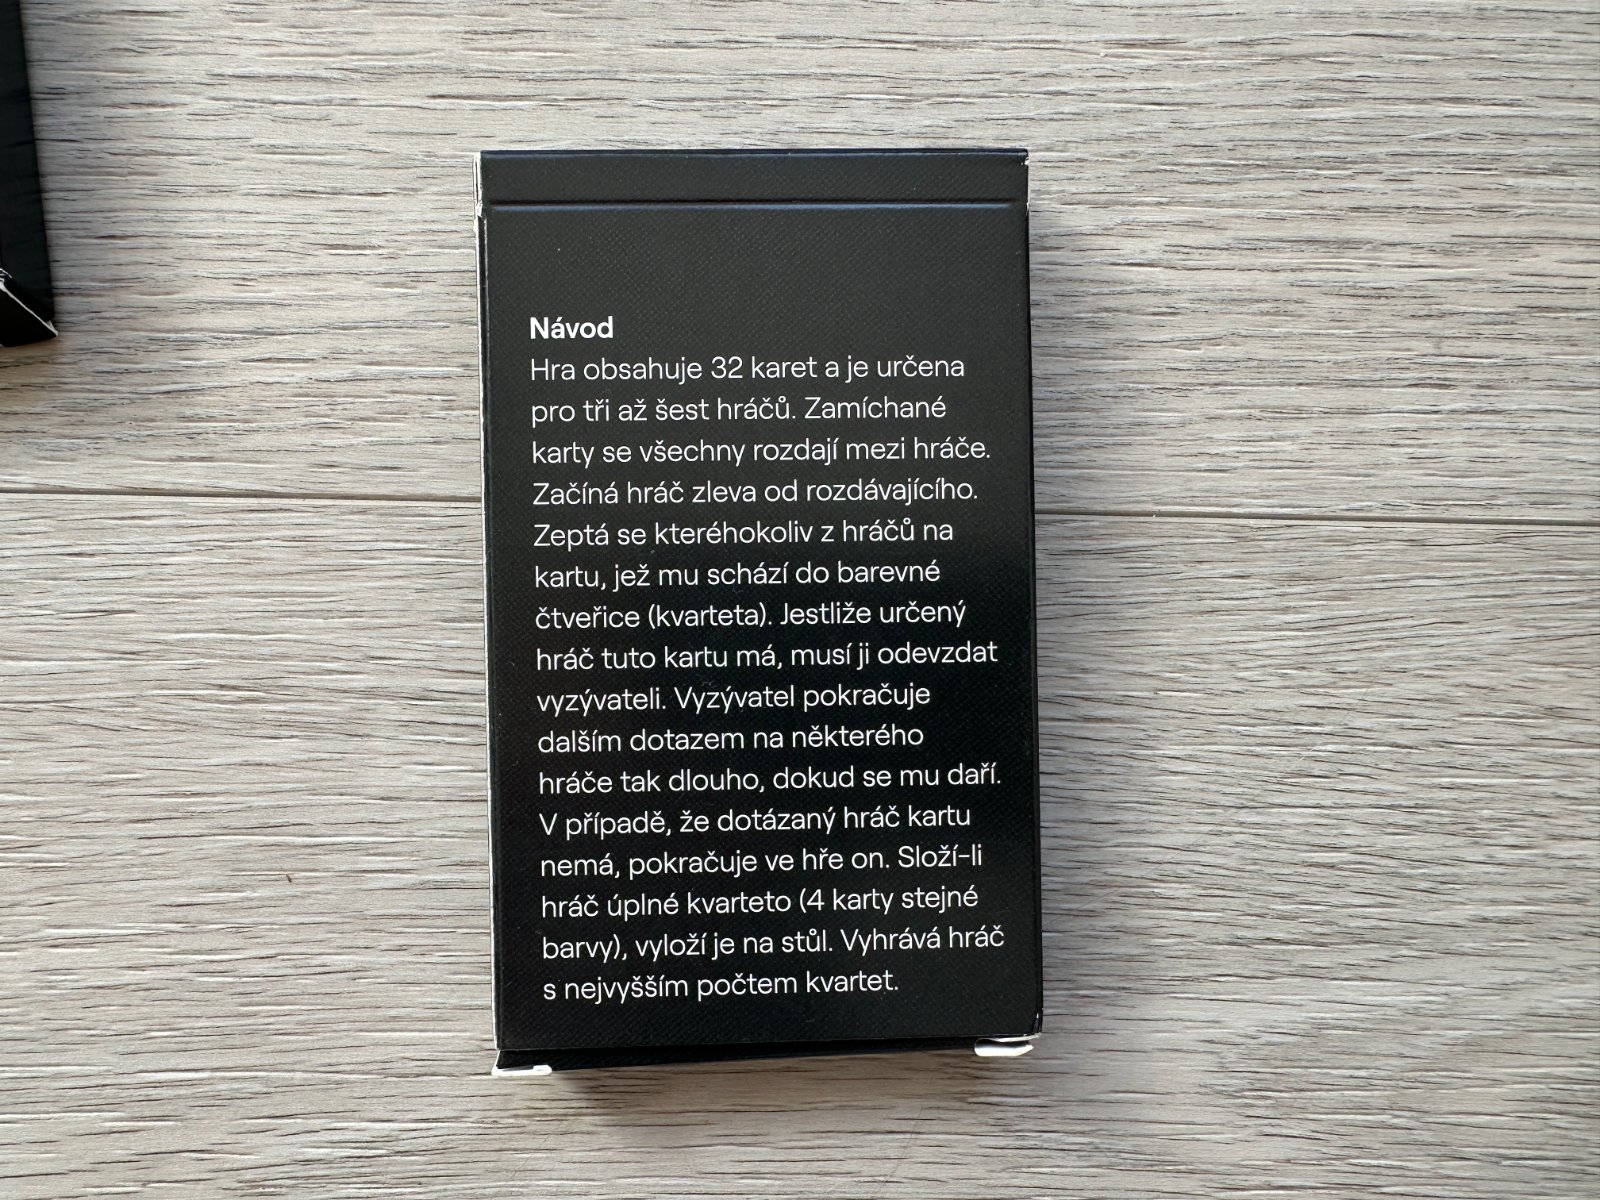 Návod
Hra obsahuje 32 karet a je určena
pro tři až šest hráčů. Zamíchané
karty se všechny rozdají mezi hráče.
Začíná hráč zleva od rozdávajícího.
Zeptá se kteréhokoliv z hráčů na
kartu, jež mu schází do barevné
čtveřice (kvarteta). Jestliže určený
hráč tuto kartu má, musí ji odevzdat
vyzývateli. Vyzývatel pokračuje
dalším dotazem na některého
hráče tak dlouho, dokud se mu daří.
V případě, že dotázaný hráč kartu
nemá, pokračuje ve hře on. Složí-li
hráč úplné kvarteto (4 karty stejné
barvy), vyloží je na stůl. Vyhrává hráč
s nejvyšším počtem kvartet.